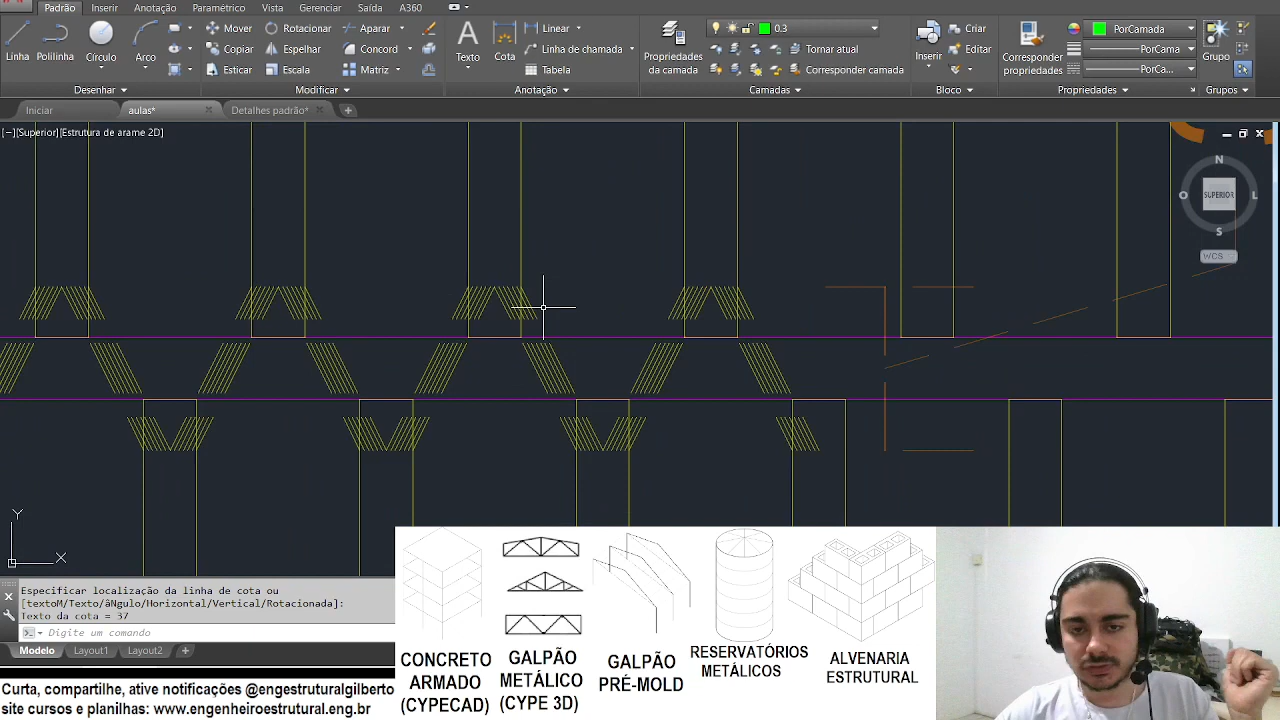 Padrão Inserir Anotação Paramétrico Vista Gerenciar Saída A360
Linha Polilinha Círculo Arco
Mover Rotacionar Aparar
Copiar Espelhar Concord
Esticar Escala Matriz
Texto Cota
Linear
Linha de chamada
Tabela
Propriedades da camada
0.3
Tornar atual
Corresponder camada
Inserir
Criar
Editar
Corresponder propriedades
PorCamada
PorCama
PorCa...
Grupo
Desenhar Modificar Anotação Camadas Bloco Propriedades Grupos
Iniciar aulas* Detalhes padrão*
[−][Superior][Estrutura de arame 2D]
N
O SUPERIOR L
S
WCS
Y
X
Especificar localização da linha de cota ou
[textoM/Texto/âNgulo/Horizontal/Vertical/Rotacionada]:
Texto da cota = 37
Digite um comando
Modelo Layout1 Layout2
CONCRETO
ARMADO
(CYPECAD)
GALPÃO
METÁLICO
(CYPE 3D)
GALPÃO
PRÉ-MOLD
RESERVATÓRIOS
METÁLICOS
ALVENARIA
ESTRUTURAL
Curta, compartilhe, ative notificações @engestruturalgilberto
site cursos e planilhas: www.engenheiroestrutural.eng.br